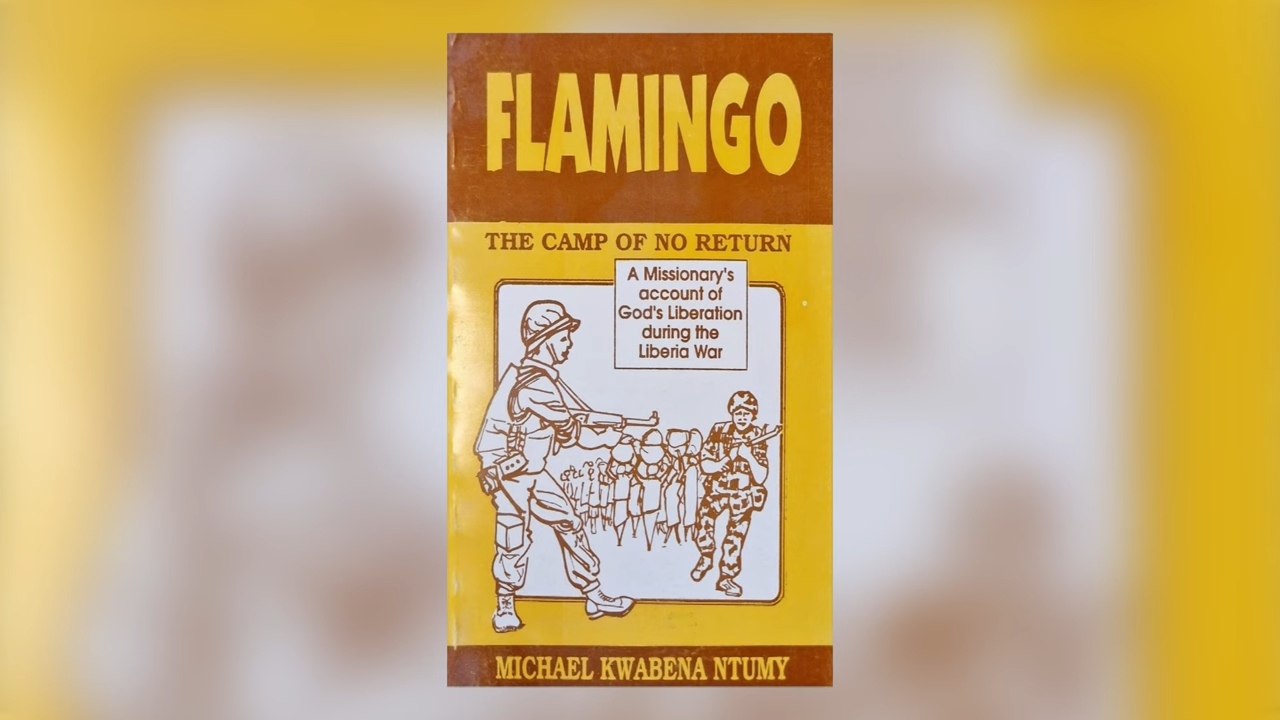 FLAMINGO
THE CAMP OF NO RETURN
A Missionary's
account of
God's Liberation
during the
Liberia War
MICHAEL KWABENA NTUMY